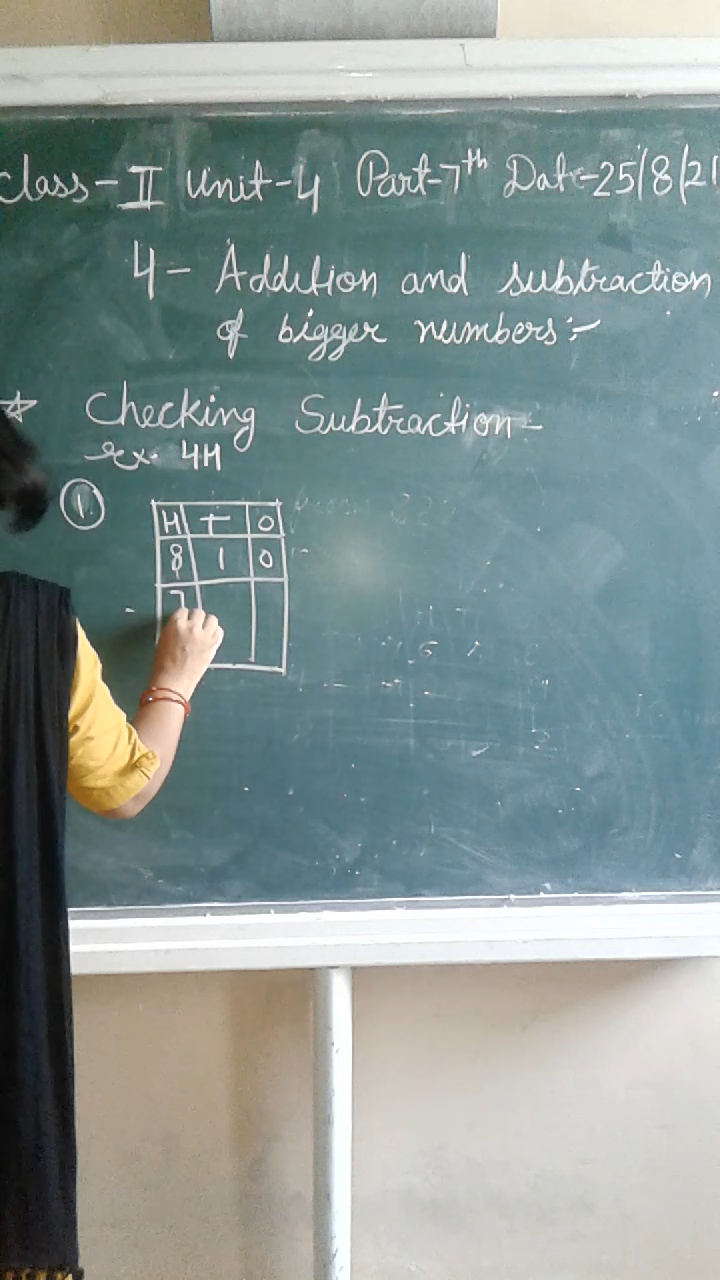 Class-II Unit-4 Part-7th Date-25/8/21
4- Addition and subtraction
of bigger numbers:-
☆ Checking Subtraction-
Ex. 4H
① H T O
8 1 0
- 7